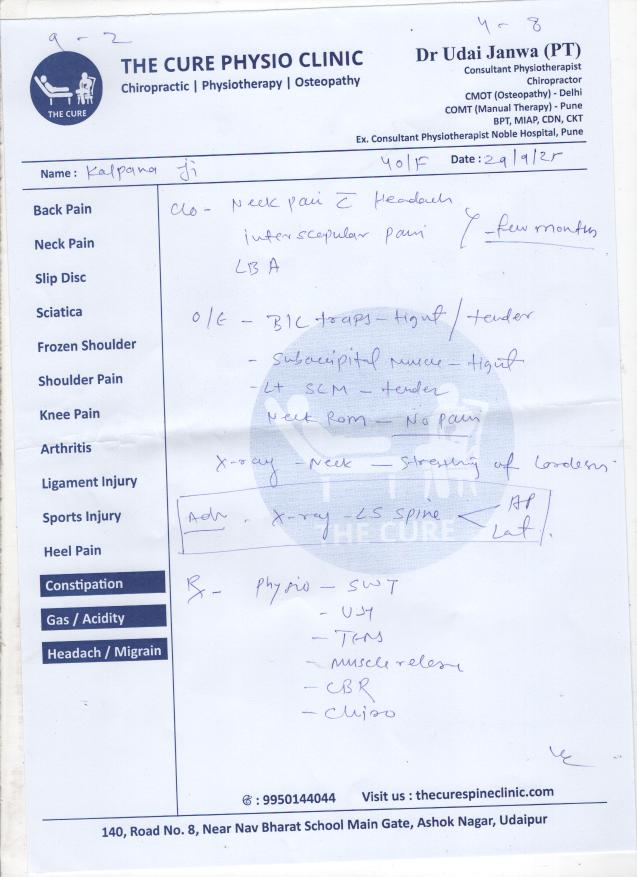 9 - 2
4 - 8
THE CURE
THE CURE PHYSIO CLINIC
Chiropractic | Physiotherapy | Osteopathy
Dr Udai Janwa (PT)
Consultant Physiotherapist
Chiropractor
CMOT (Osteopathy) - Delhi
COMT (Manual Therapy) - Pune
BPT, MIAP, CDN, CKT
Ex. Consultant Physiotherapist Noble Hospital, Pune
Name : Kalpana Ji 40/F Date : 29/9/25
Back Pain
Neck Pain
Slip Disc
Sciatica
Frozen Shoulder
Shoulder Pain
Knee Pain
Arthritis
Ligament Injury
Sports Injury
Heel Pain
Constipation
Gas / Acidity
Headach / Migrain
C/o - Neck pain c̅ Headach
interscapular pain } few months
LBA
O/E - B/L traps - tight / tender
- Suboccipital muscle - tight
- Lt SCM - tender
Neck ROM - No pain
X-ray - Neck - of lordosis
Adv. X-ray - LS spine < AP
Lat.
THE CURE
Rx - Physio - SWT
- UST
- TENS
- Muscle release
- CBR
- Chiro
✆ : 9950144044 Visit us : thecurespineclinic.com
140, Road No. 8, Near Nav Bharat School Main Gate, Ashok Nagar, Udaipur